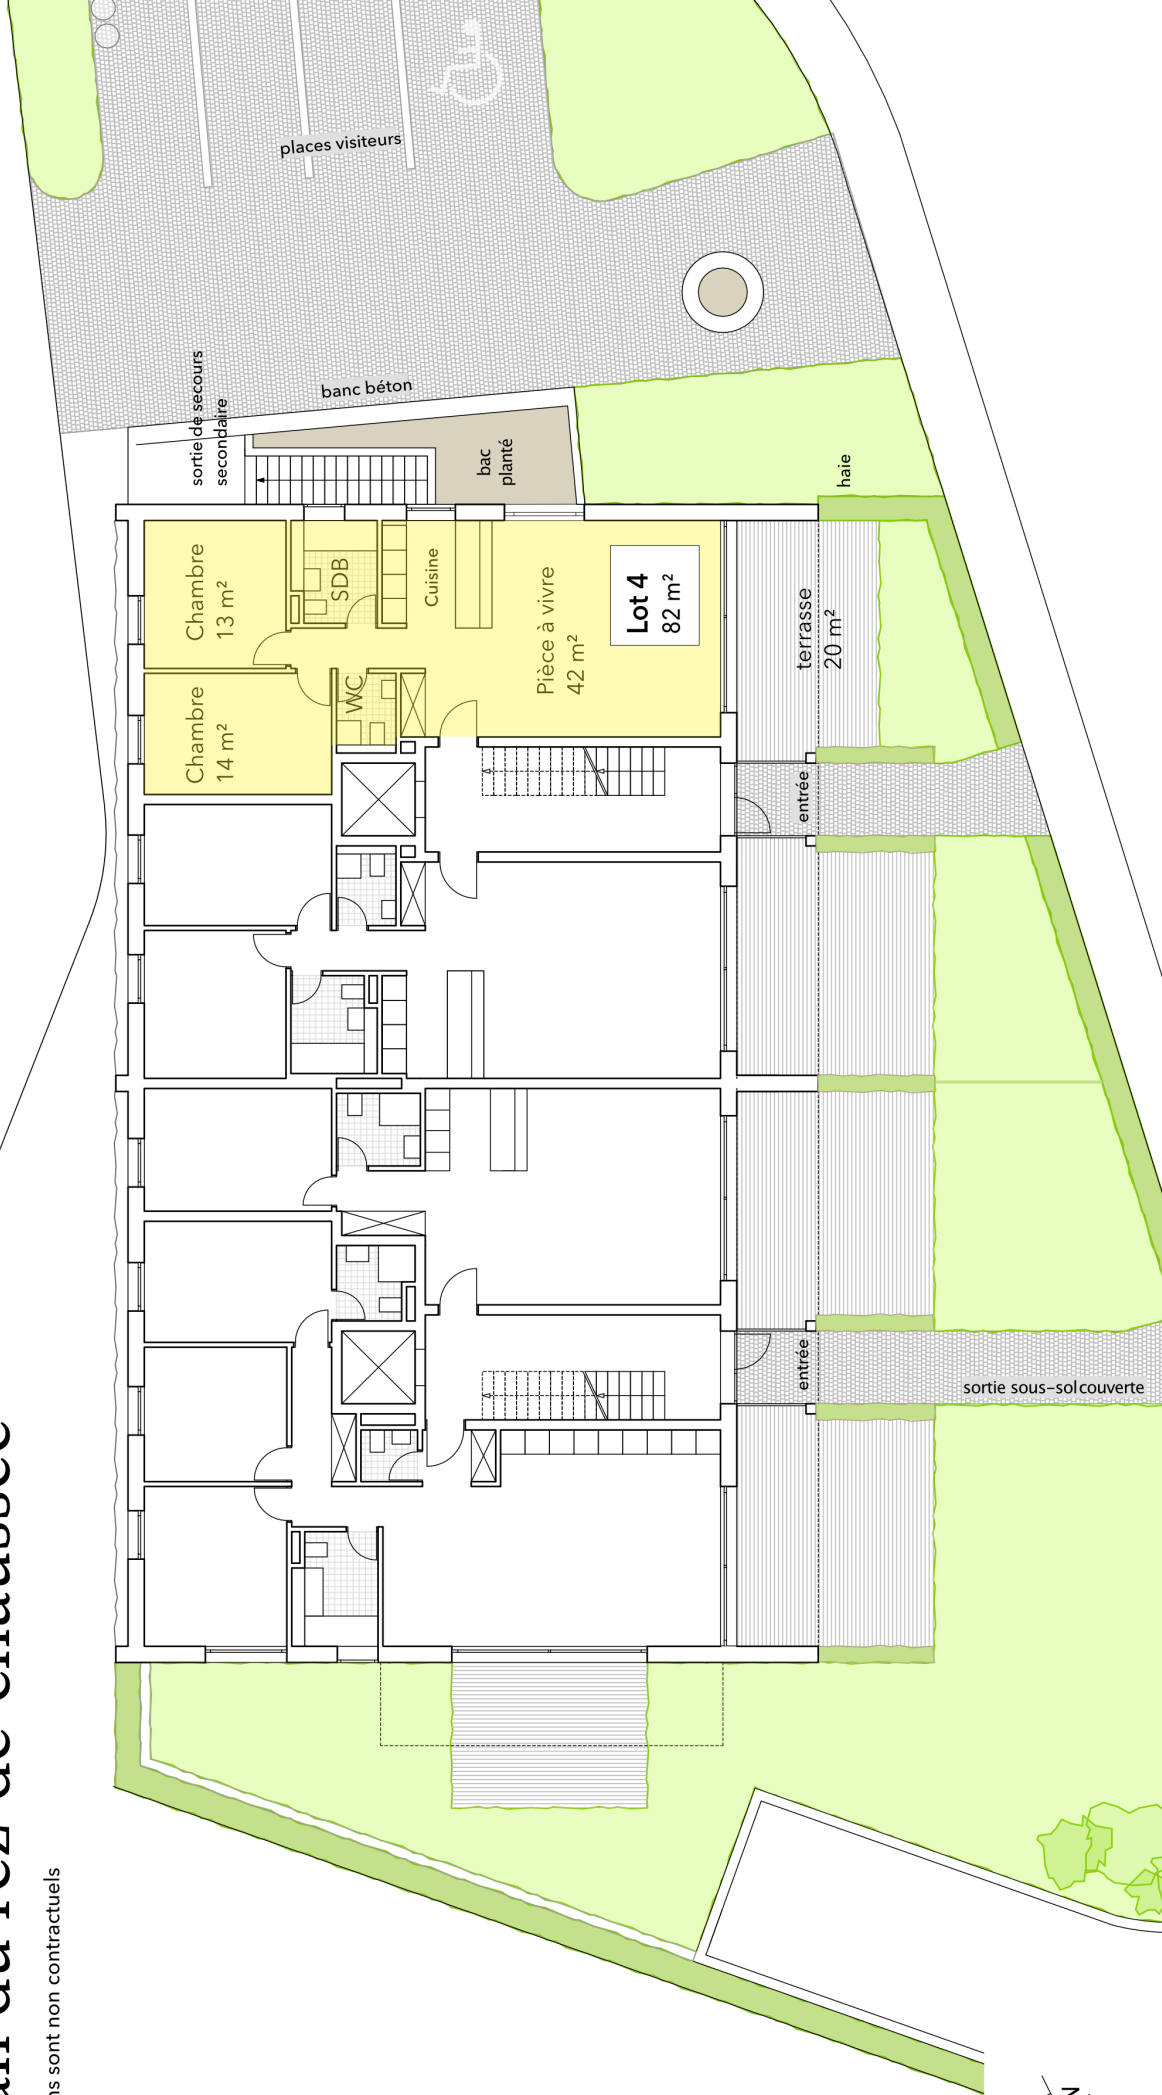 places visiteurs
banc béton
sortie de secours
secondaire
bac
planté
haie
Chambre
13 m²
SDB
Cuisine
Pièce à vivre
42 m²
Lot 4
82 m²
terrasse
20 m²
Chambre
14 m²
WC
entrée
entrée
sortie sous-sol couverte
sont non contractuels
N